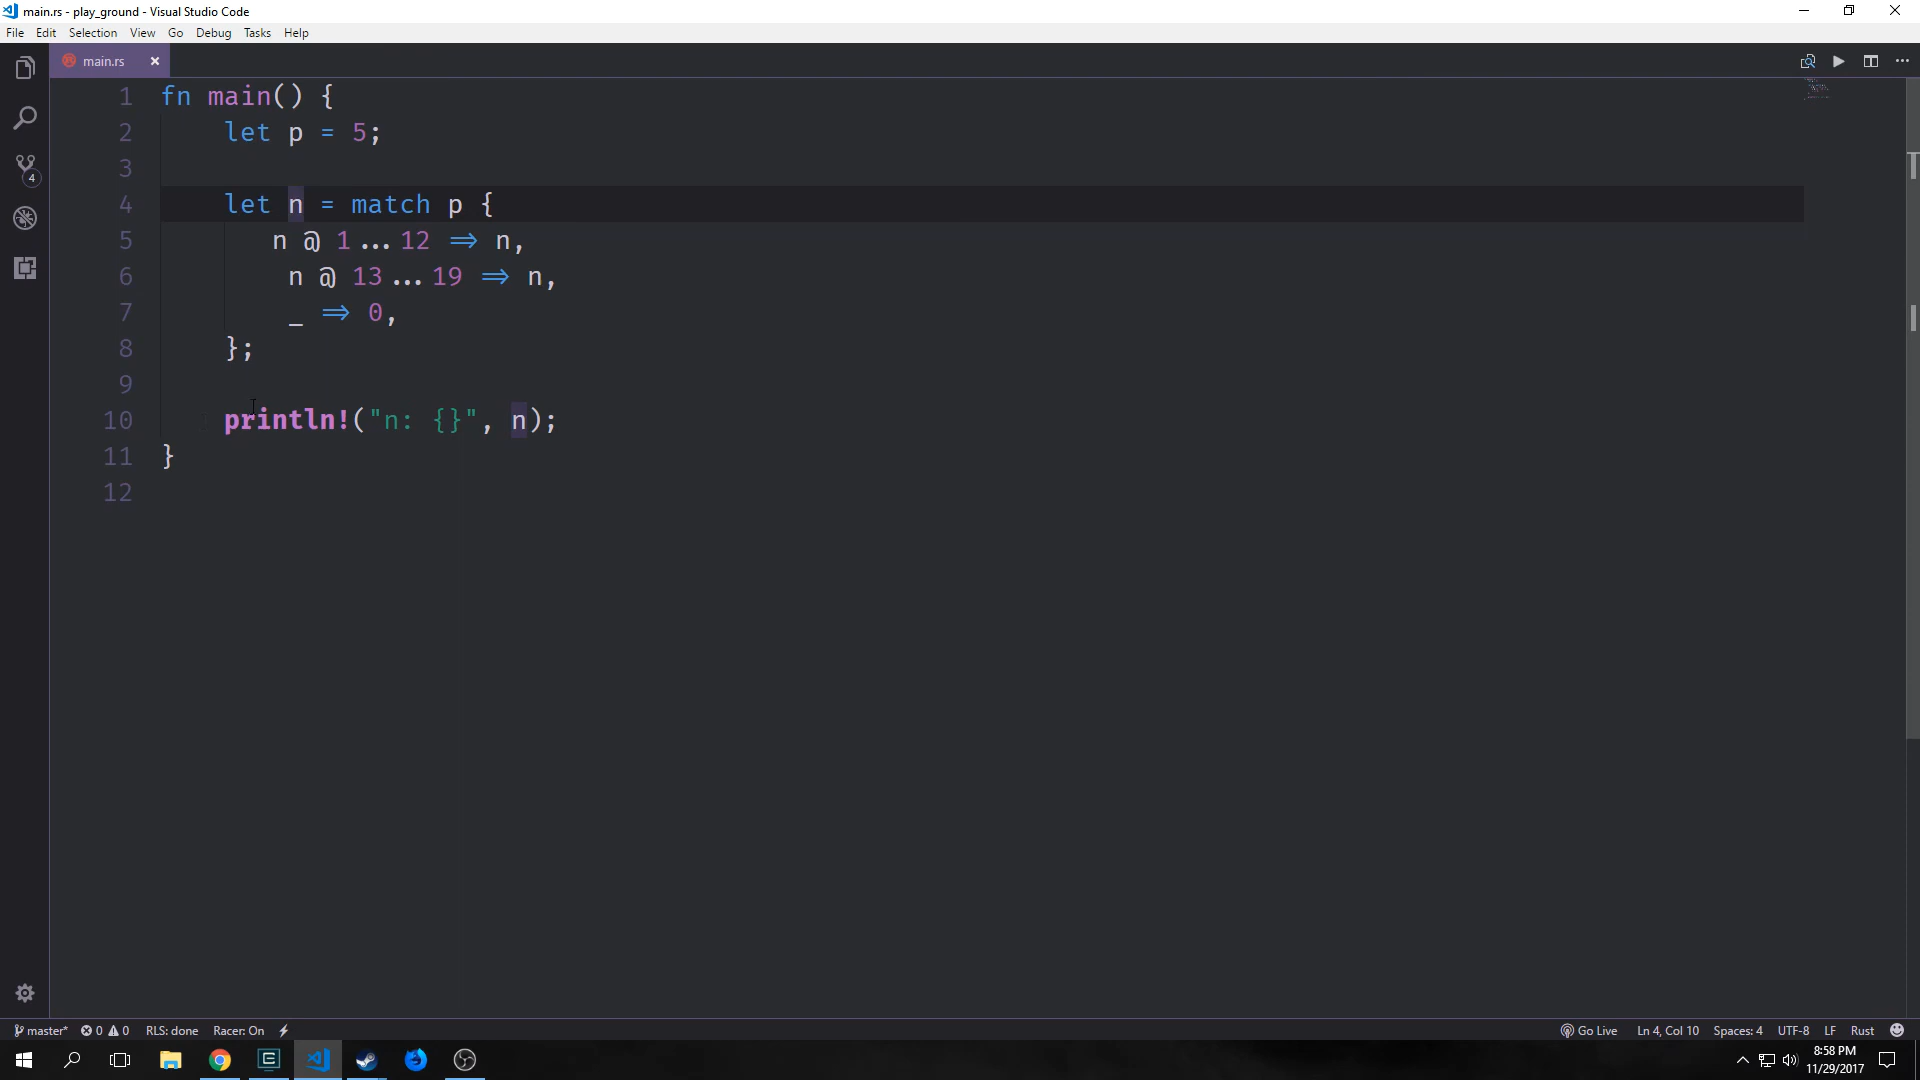 main.rs - play_ground - Visual Studio Code
File Edit Selection View Go Debug Tasks Help
main.rs
1 fn main() {
2     let p = 5;
3
4     let n = match p {
5        n @ 1...12 => n,
6         n @ 13...19 => n,
7         _ => 0,
8     };
9
10     println!("n: {}", n);
11 }
12
4
master* 0 0 RLS: done Racer: On Go Live Ln 4, Col 10 Spaces: 4 UTF-8 LF Rust
8:58 PM
11/29/2017